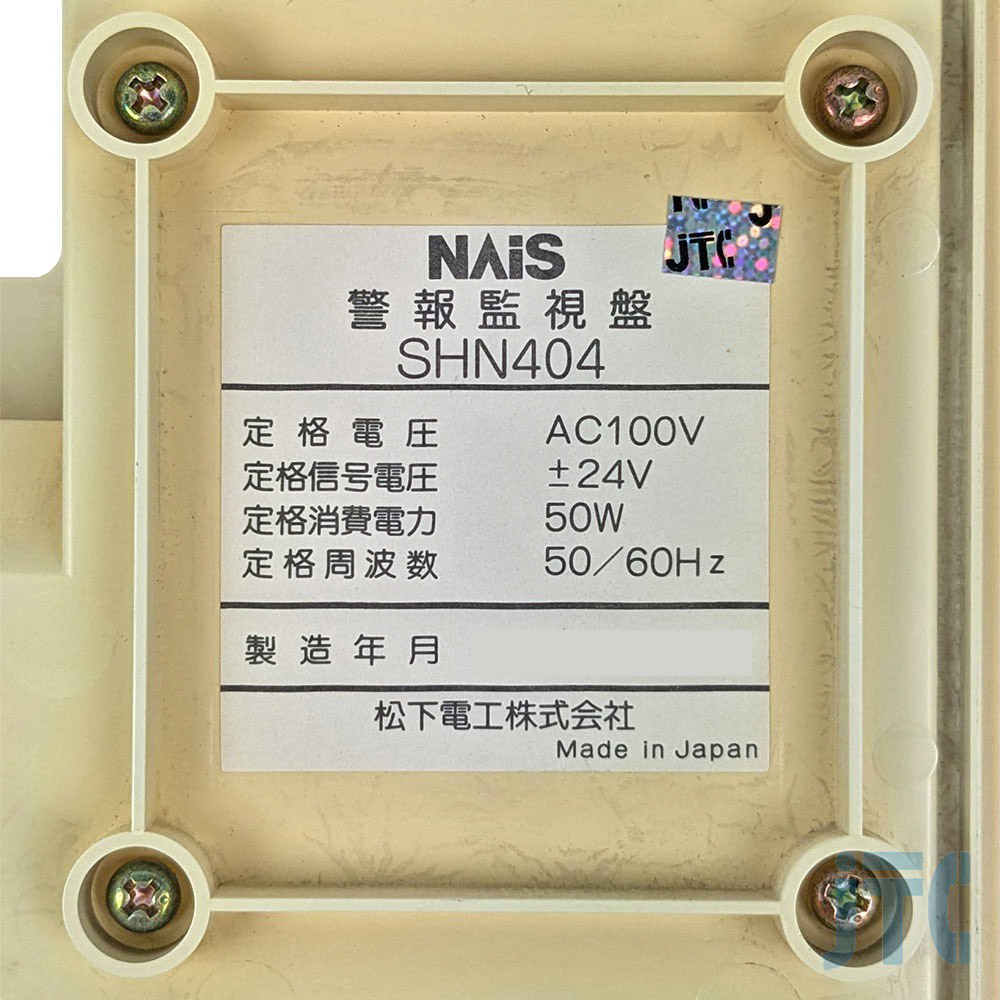 NAiS
JTC
警報監視盤
SHN404
定格電圧 AC100V
定格信号電圧 ±24V
定格消費電力 50W
定格周波数 50/60Hz
製造年月
松下電工株式会社
Made in Japan
JTC